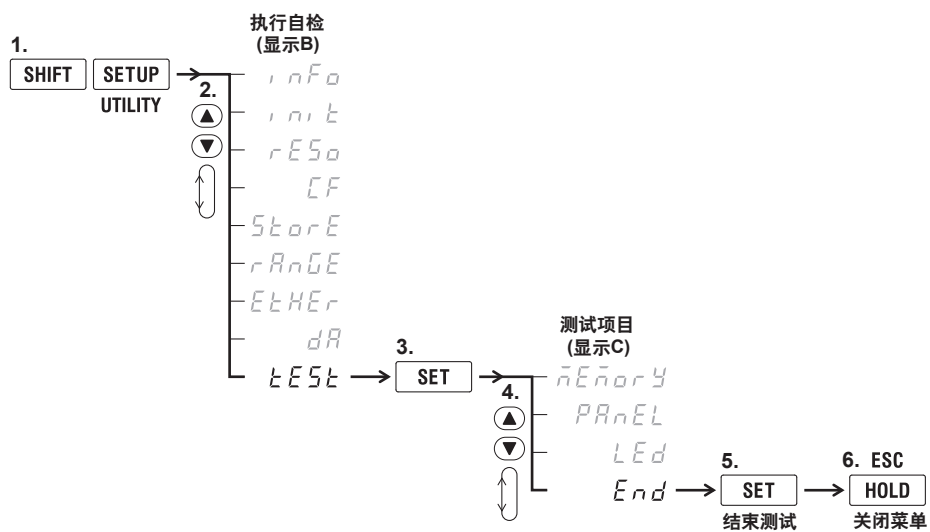 执行自检
(显示B)
1.
SHIFT SETUP
UTILITY
2.
inFo
init
rESo
CF
StorE
rAnGE
EtHEr
dA
tESt
3.
SET
测试项目
(显示C)
4.
mEmorY
PAnEL
LEd
End
5.
SET
结束测试
6. ESC
HOLD
关闭菜单